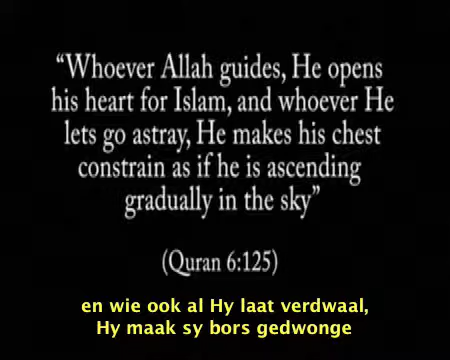 “Whoever Allah guides, He opens
his heart for Islam, and whoever He
lets go astray, He makes his chest
constrain as if he is ascending
gradually in the sky”
(Quran 6:125)
en wie ook al Hy laat verdwaal,
Hy maak sy bors gedwonge